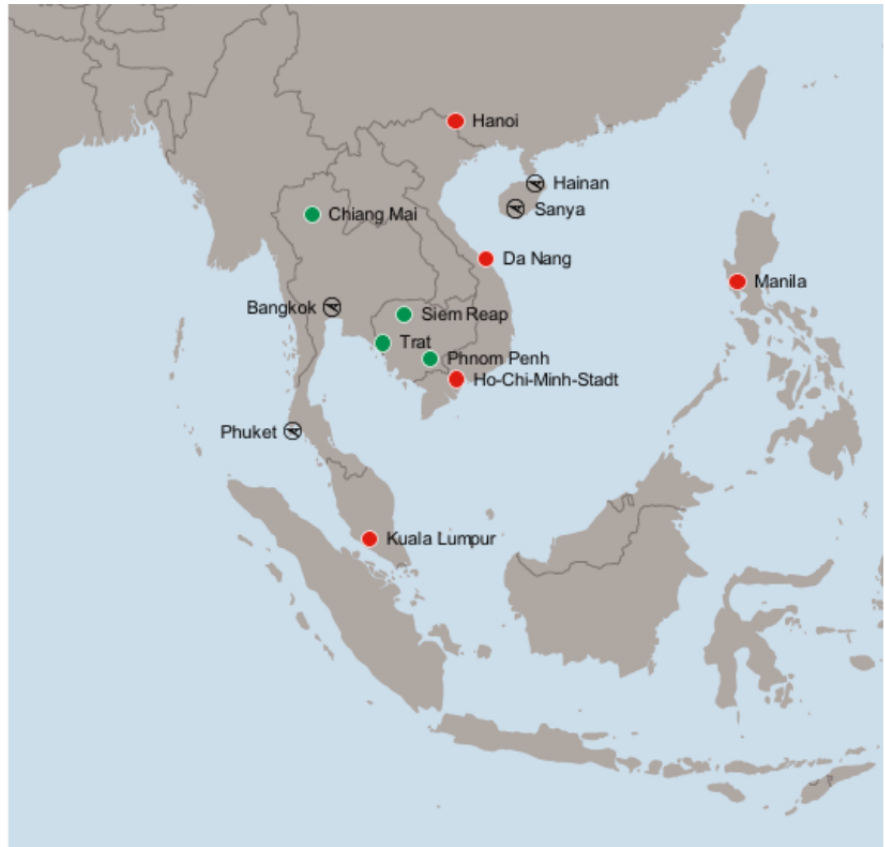 Hanoi
Hainan
Sanya
Chiang Mai
Da Nang
Manila
Bangkok
Siem Reap
Trat
Phnom Penh
Ho-Chi-Minh-Stadt
Phuket
Kuala Lumpur